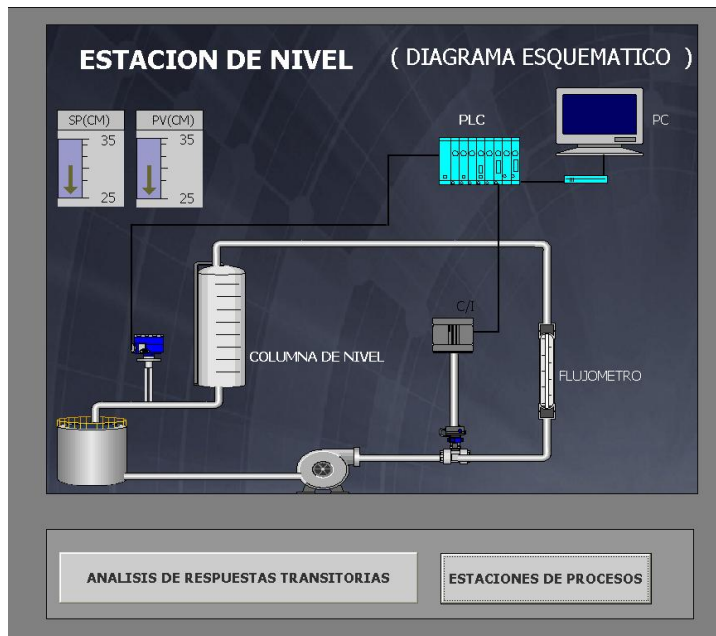 ESTACION DE NIVEL ( DIAGRAMA ESQUEMATICO )
SP(CM) PV(CM)
35 35
25 25
PLC
PC
C/I
COLUMNA DE NIVEL
FLUJOMETRO
ANALISIS DE RESPUESTAS TRANSITORIAS
ESTACIONES DE PROCESOS